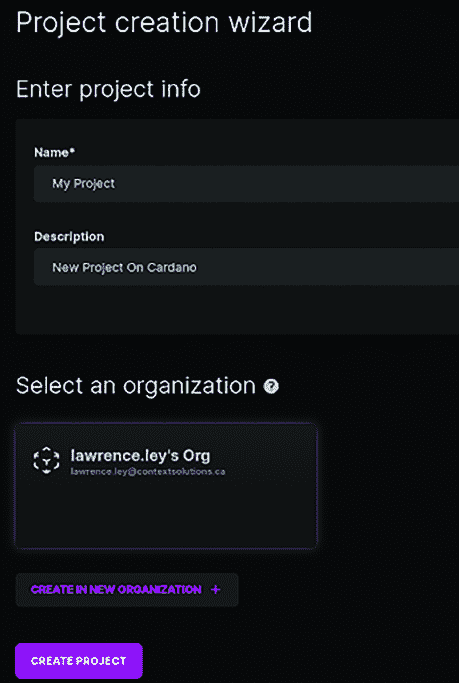 Project creation wizard
Enter project info
Name*
My Project
Description
New Project On Cardano
Select an organization ?
lawrence.ley's Org
lawrence.ley@contextsolutions.ca
CREATE IN NEW ORGANIZATION +
CREATE PROJECT